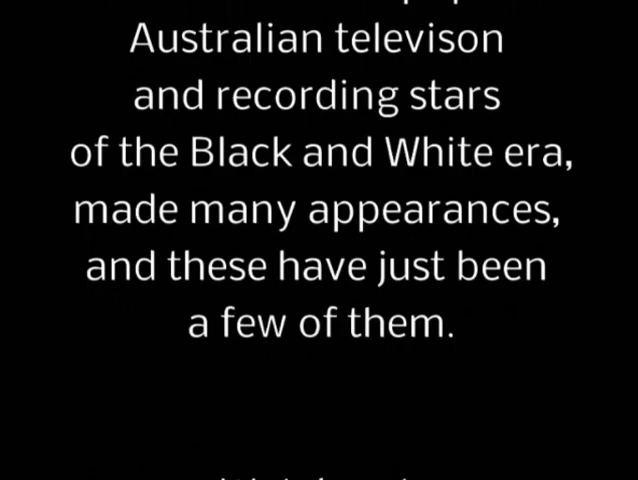 Australian televison
and recording stars
of the Black and White era,
made many appearances,
and these have just been
a few of them.